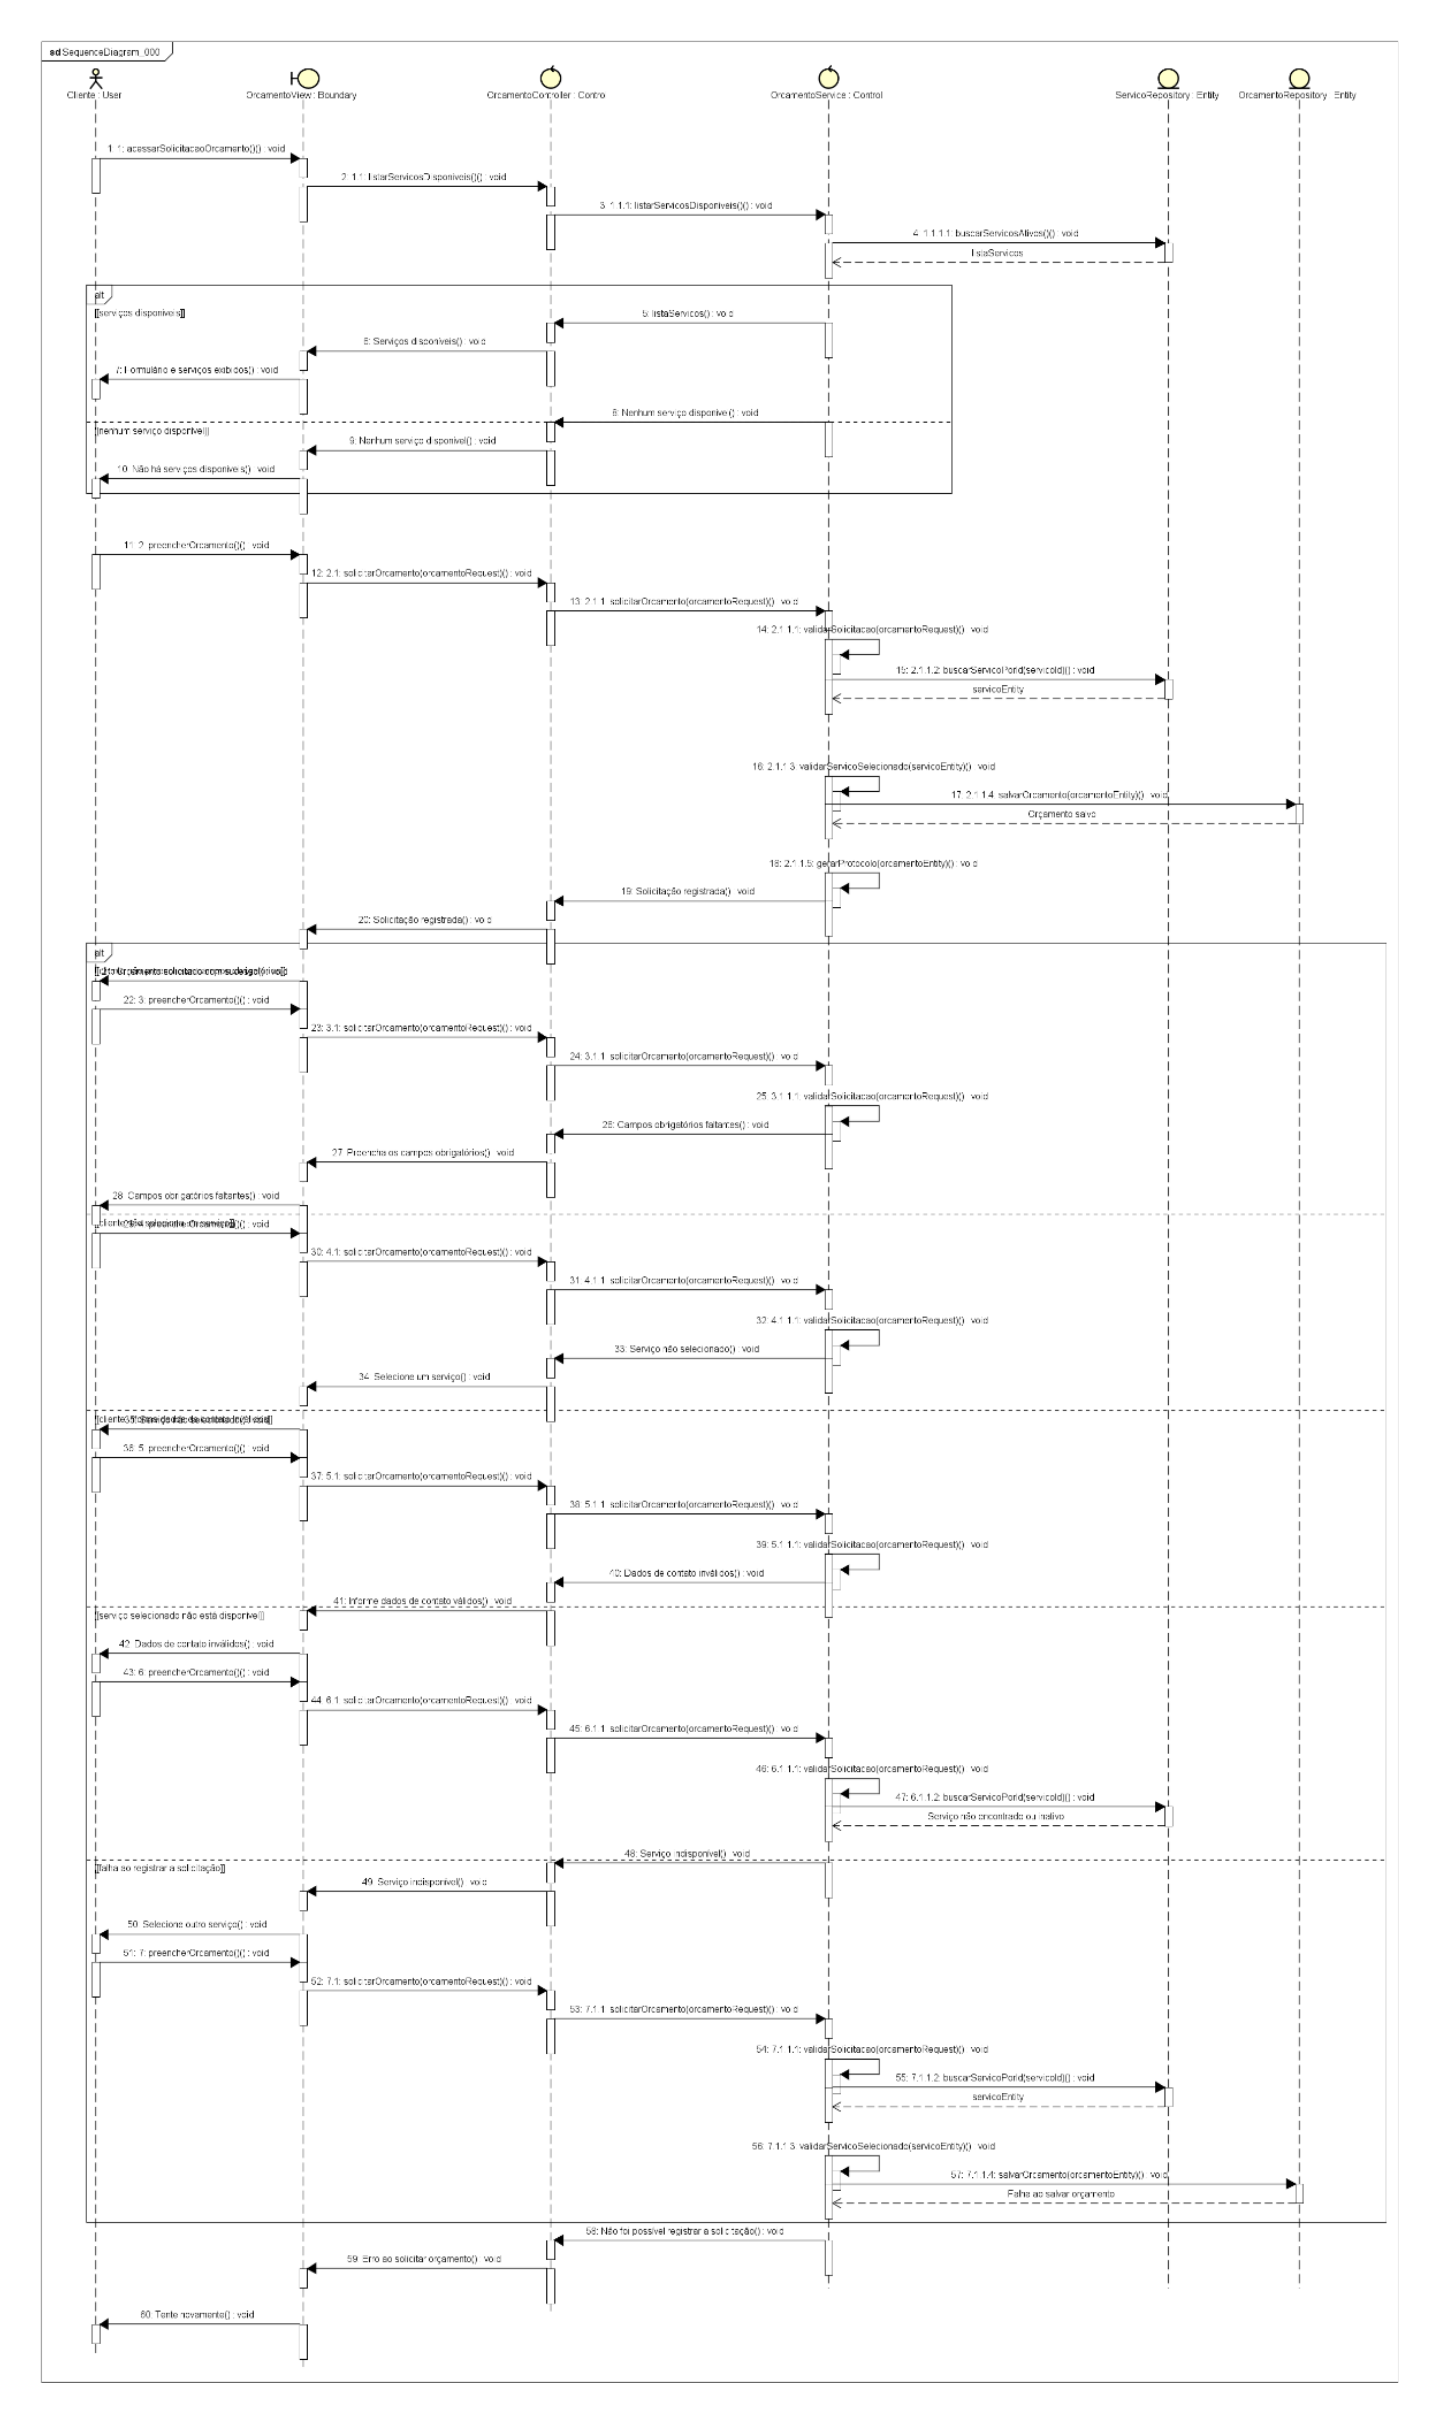 sd SequenceDiagram_000
Cliente : User
OrcamentoView : Boundary
OrcamentoController : Contro
OrcamentoService : Control
ServicoRepository : Entity
OrcamentoRepository Entity
1: 1: acessarSolicitacaoOrcamento()() : void
2: 1.1: listarServicosDisponiveis()() : void
3: 1.1.1: listarServicosDisponiveis()() : void
4: 1.1.1.1: buscarServicosAtivos()() : void
listaServicos
alt
[[serviços disponíveis]]
5: listaServicos() : void
6: Serviços disponíveis() : void
7: Formulário e serviços exibidos() : void
8: Nenhum serviço disponível() : void
[[nenhum serviço disponível]]
9: Nenhum serviço disponível() : void
10: Não há serviços disponíveis() : void
11: 2: preencherOrcamento()() : void
12: 2.1: solicitarOrcamento(orcamentoRequest)() : void
13: 2.1.1: solicitarOrcamento(orcamentoRequest)() : void
14: 2.1.1.1: validarSolicitacao(orcamentoRequest)() : void
15: 2.1.1.2: buscarServicoPorId(servicoId)() : void
servicoEntity
16: 2.1.1.3: validarServicoSelecionado(servicoEntity)() : void
17: 2.1.1.4: salvarOrcamento(orcamentoEntity)() : void
Orçamento salvo
18: 2.1.1.5: gerarProtocolo(orcamentoEntity)() : void
19: Solicitação registrada() : void
20: Solicitação registrada() : void
alt
22: 3: preencherOrcamento()() : void
23: 3.1: solicitarOrcamento(orcamentoRequest)() : void
24: 3.1.1: solicitarOrcamento(orcamentoRequest)() : void
25: 3.1.1.1: validarSolicitacao(orcamentoRequest)() : void
26: Campos obrigatórios faltantes() : void
27: Preencha os campos obrigatórios() : void
28: Campos obrigatórios faltantes() : void
30: 4.1: solicitarOrcamento(orcamentoRequest)() : void
31: 4.1.1: solicitarOrcamento(orcamentoRequest)() : void
32: 4.1.1.1: validarSolicitacao(orcamentoRequest)() : void
33: Serviço não selecionado() : void
34: Selecione um serviço() : void
36: 5: preencherOrcamento()() : void
37: 5.1: solicitarOrcamento(orcamentoRequest)() : void
38: 5.1.1: solicitarOrcamento(orcamentoRequest)() : void
39: 5.1.1.1: validarSolicitacao(orcamentoRequest)() : void
40: Dados de contato inválidos() : void
41: Informe dados de contato válidos() : void
[[serviço selecionado não está disponível]]
42: Dados de contato inválidos() : void
43: 6: preencherOrcamento()() : void
44: 6.1: solicitarOrcamento(orcamentoRequest)() : void
45: 6.1.1: solicitarOrcamento(orcamentoRequest)() : void
46: 6.1.1.1: validarSolicitacao(orcamentoRequest)() : void
47: 6.1.1.2: buscarServicoPorId(servicoId)() : void
Serviço não encontrado ou inativo
48: Serviço indisponível() : void
[[falha ao registrar a solicitação]]
49: Serviço indisponível() : void
50: Selecione outro serviço() : void
51: 7: preencherOrcamento()() : void
52: 7.1: solicitarOrcamento(orcamentoRequest)() : void
53: 7.1.1: solicitarOrcamento(orcamentoRequest)() : void
54: 7.1.1.1: validarSolicitacao(orcamentoRequest)() : void
55: 7.1.1.2: buscarServicoPorId(servicoId)() : void
servicoEntity
56: 7.1.1.3: validarServicoSelecionado(servicoEntity)() : void
57: 7.1.1.4: salvarOrcamento(orcamentoEntity)() : void
Falha ao salvar orçamento
58: Não foi possível registrar a solicitação() : void
59: Erro ao solicitar orçamento() : void
60: Tente novamente() : void